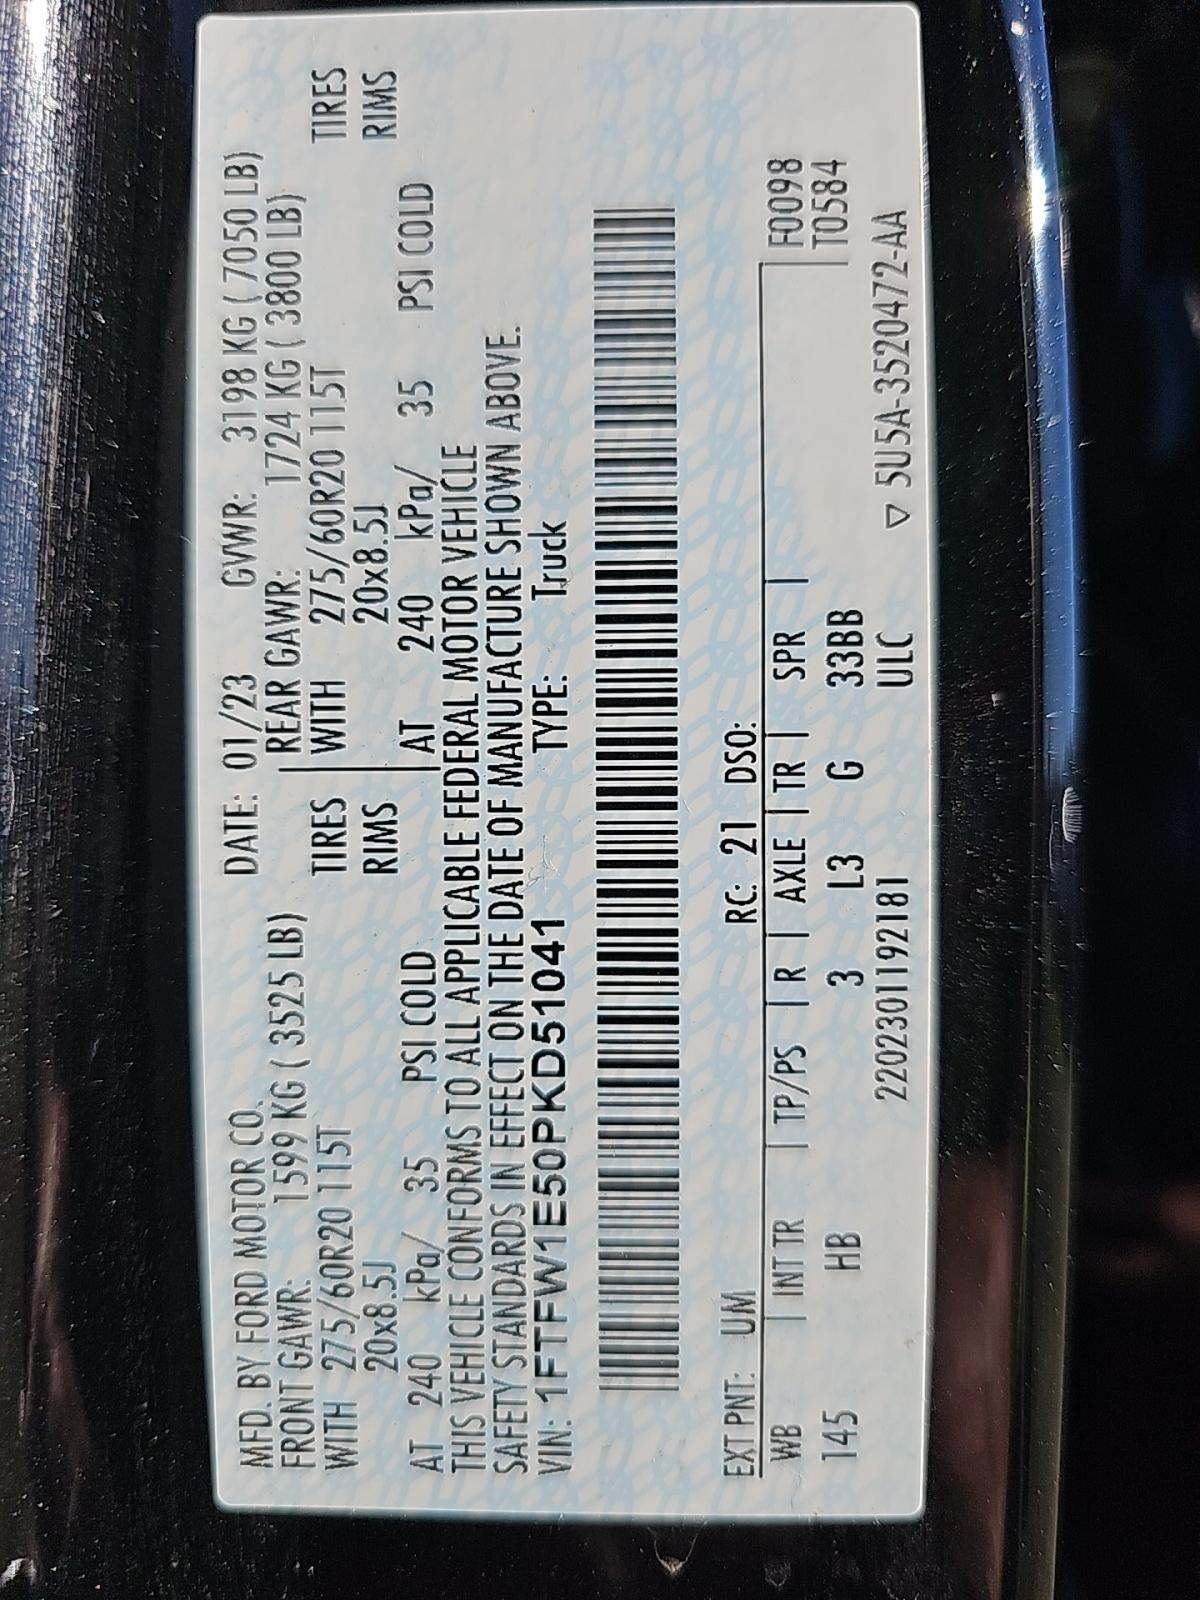 MFD. BY FORD MOTOR CO. DATE: 01/23 GVWR: 3198 KG ( 7050 LB)
FRONT GAWR: 1599 KG ( 3525 LB) REAR GAWR: 1724 KG ( 3800 LB)
WITH 275/60R20 115T TIRES WITH 275/60R20 115T TIRES
20x8.5J RIMS 20x8.5J RIMS
AT 240 kPa/ 35 PSI COLD AT 240 kPa/ 35 PSI COLD
THIS VEHICLE CONFORMS TO ALL APPLICABLE FEDERAL MOTOR VEHICLE
SAFETY STANDARDS IN EFFECT ON THE DATE OF MANUFACTURE SHOWN ABOVE.
VIN: 1FTFW1E50PKD51041 TYPE: Truck
EXT PNT: UM RC: 21 DSO:
WB | INT TR | TP/PS | R | AXLE | TR | SPR | F0098
145 HB 3 L3 G 33BB T0584
220230119218 1 ULC ▽ 5U5A-3520472-AA